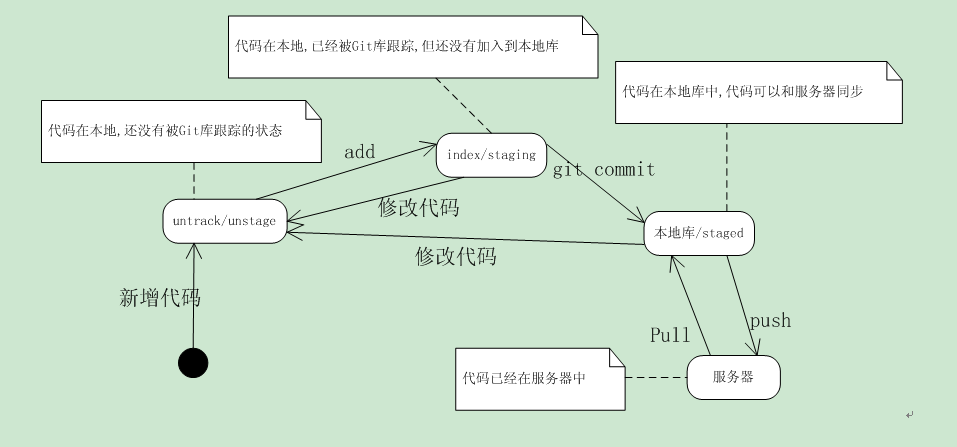 代码在本地,已经被Git库跟踪,但还没有加入到本地库
代码在本地库中,代码可以和服务器同步
代码在本地,还没有被Git库跟踪的状态
add
index/staging
git commit
修改代码
untrack/unstage
本地库/staged
修改代码
新增代码
Pull
push
代码已经在服务器中
服务器